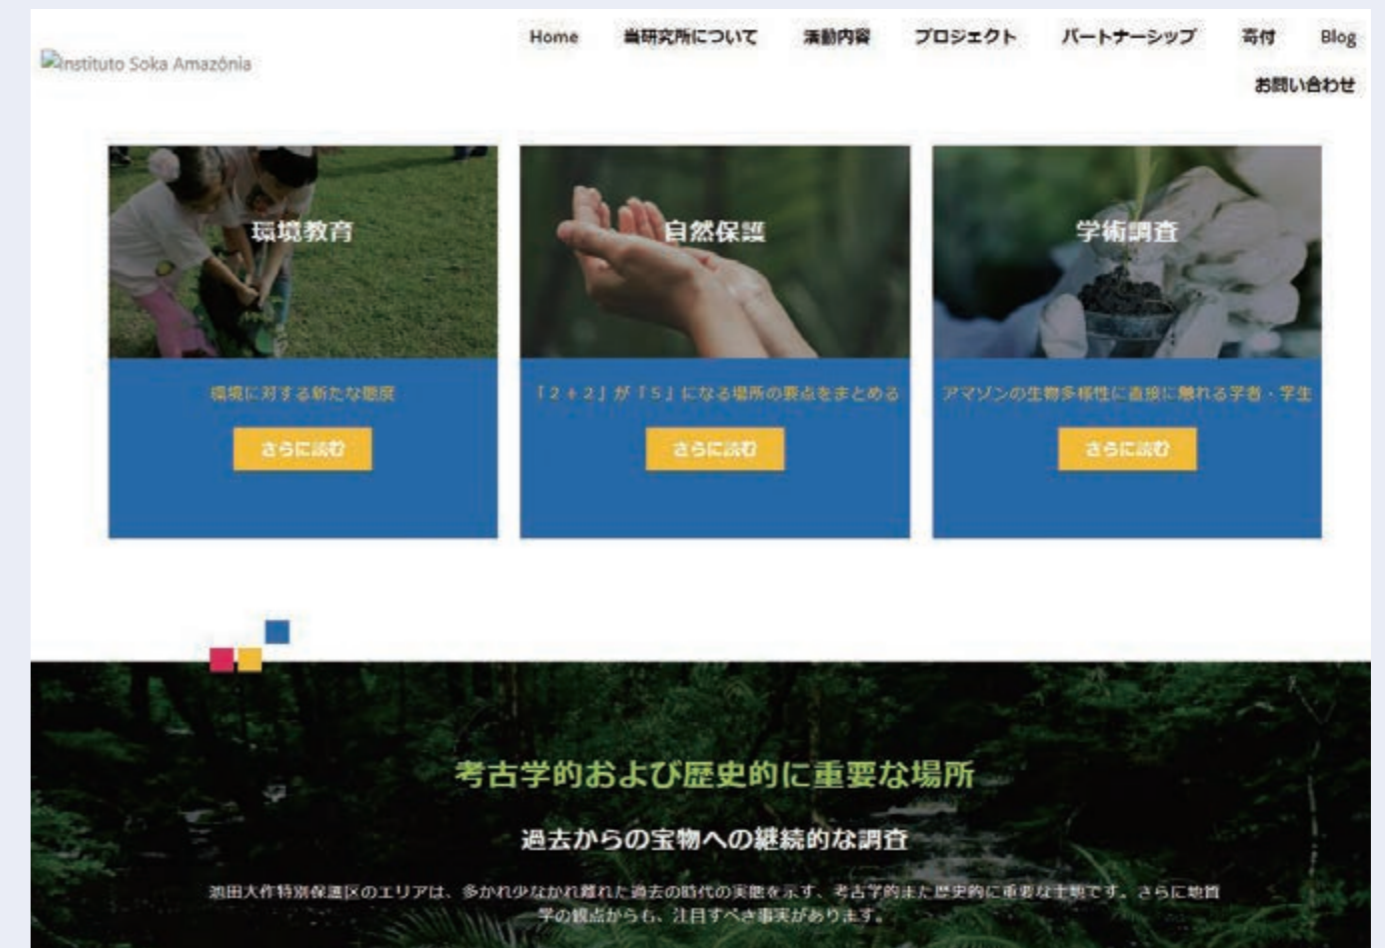 Home 当研究所について 活動内容 プロジェクト パートナーシップ 寄付 Blog
Instituto Soka Amazônia
お問い合わせ
環境教育
自然保護
学術調査
環境に対する新たな態度
「2 + 2」が「5」になる場所の要点をまとめる
アマゾンの生物多様性に直接に触れる学者・学生
さらに読む
さらに読む
さらに読む
考古学的および歴史的に重要な場所
過去からの宝物への継続的な調査
池田大作特別保護区のエリアは、多かれ少なかれ離れた過去の時代の実態を示す、考古学的また歴史的に重要な土地です。さらに地質
学の観点からも、注目すべき事実があります。